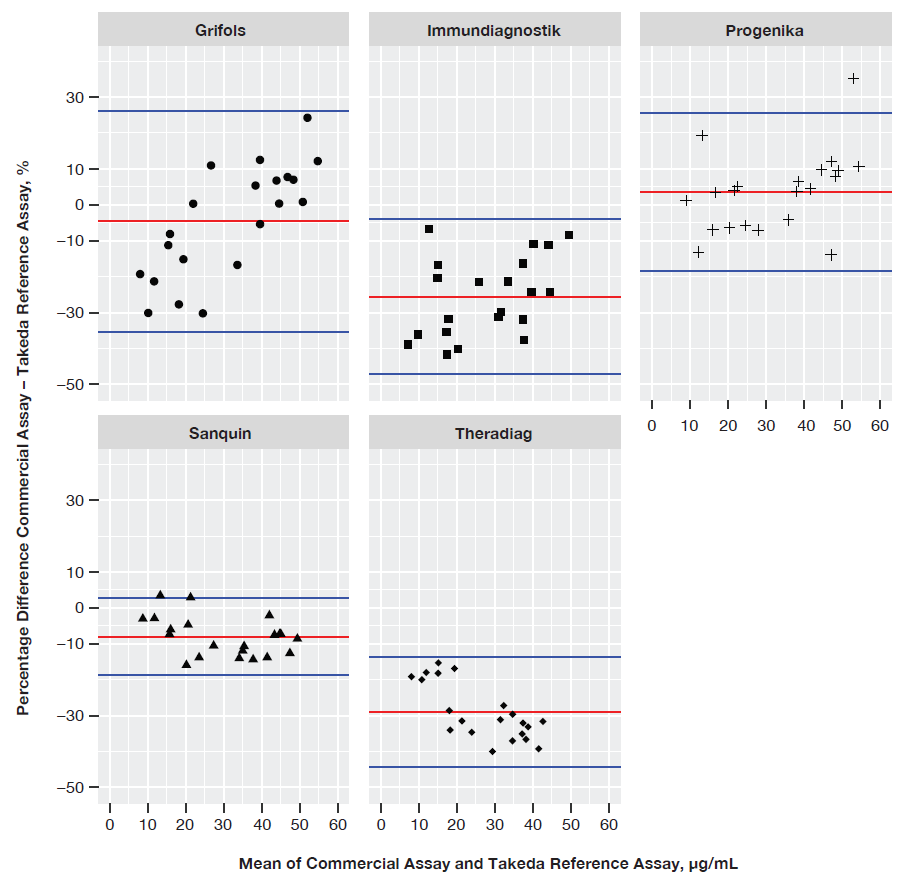 Grifols
Immundiagnostik
Progenika
30
10
0
−10
−30
−50
0 10 20 30 40 50 60
Sanquin
Theradiag
30
10
0
−10
−30
−50
0 10 20 30 40 50 60
0 10 20 30 40 50 60
Percentage Difference Commercial Assay – Takeda Reference Assay, %
Mean of Commercial Assay and Takeda Reference Assay, µg/mL